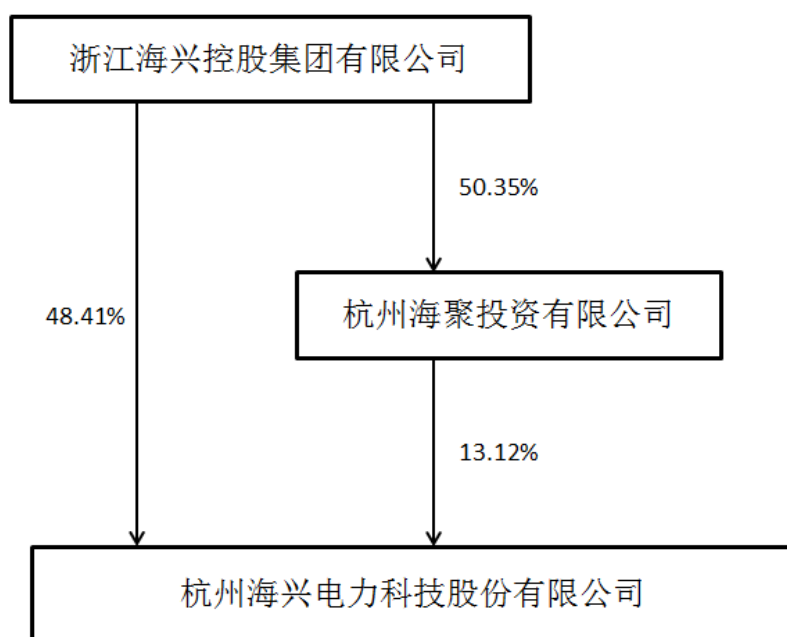 浙江海兴控股集团有限公司
50.35%
杭州海聚投资有限公司
48.41%
13.12%
杭州海兴电力科技股份有限公司